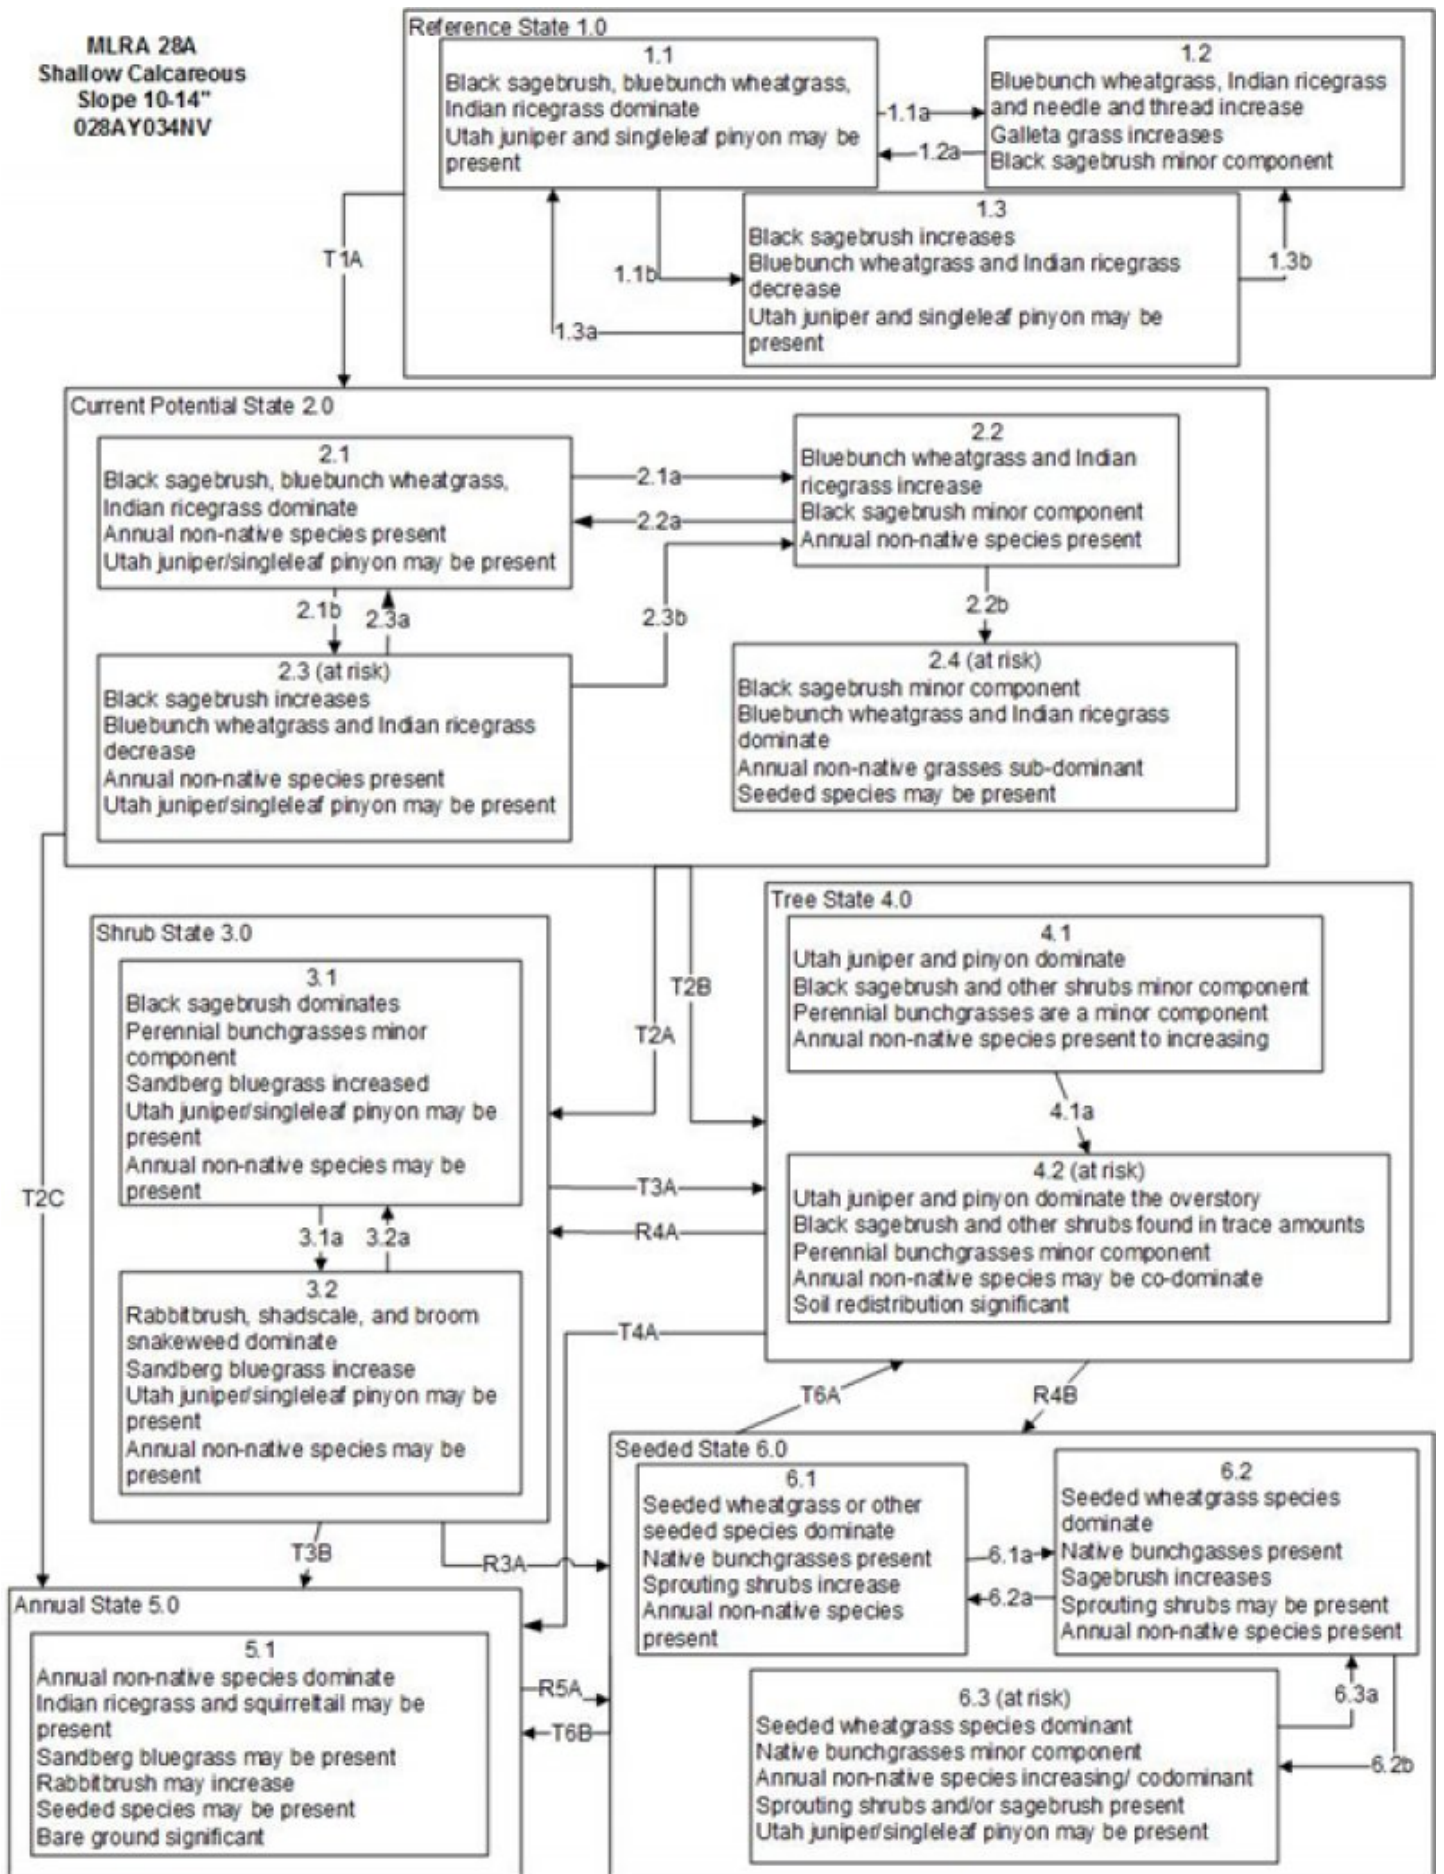 MLRA 28A
Shallow Calcareous
Slope 10-14"
028AY034NV
Reference State 1.0
1.1
Black sagebrush, bluebunch wheatgrass,
Indian ricegrass dominate
Utah juniper and singleleaf pinyon may be
present
1.1a
1.2a
1.2
Bluebunch wheatgrass, Indian ricegrass
and needle and thread increase
Galleta grass increases
Black sagebrush minor component
T1A
1.1b
1.3a
1.3
Black sagebrush increases
Bluebunch wheatgrass and Indian ricegrass
decrease
Utah juniper and singleleaf pinyon may be
present
1.3b
Current Potential State 2.0
2.1
Black sagebrush, bluebunch wheatgrass,
Indian ricegrass dominate
Annual non-native species present
Utah juniper/singleleaf pinyon may be present
2.1a
2.2a
2.2
Bluebunch wheatgrass and Indian
ricegrass increase
Black sagebrush minor component
Annual non-native species present
2.1b
2.3a
2.3b
2.2b
2.3 (at risk)
Black sagebrush increases
Bluebunch wheatgrass and Indian ricegrass
decrease
Annual non-native species present
Utah juniper/singleleaf pinyon may be present
2.4 (at risk)
Black sagebrush minor component
Bluebunch wheatgrass and Indian ricegrass
dominate
Annual non-native grasses sub-dominant
Seeded species may be present
T2C
T2A
T2B
Shrub State 3.0
3.1
Black sagebrush dominates
Perennial bunchgrasses minor
component
Sandberg bluegrass increased
Utah juniper/singleleaf pinyon may be
present
Annual non-native species may be
present
3.1a
3.2a
3.2
Rabbitbrush, shadscale, and broom
snakeweed dominate
Sandberg bluegrass increase
Utah juniper/singleleaf pinyon may be
present
Annual non-native species may be
present
T3A
R4A
T4A
Tree State 4.0
4.1
Utah juniper and pinyon dominate
Black sagebrush and other shrubs minor component
Perennial bunchgrasses are a minor component
Annual non-native species present to increasing
4.1a
4.2 (at risk)
Utah juniper and pinyon dominate the overstory
Black sagebrush and other shrubs found in trace amounts
Perennial bunchgrasses minor component
Annual non-native species may be co-dominate
Soil redistribution significant
T6A
R4B
T3B
R3A
Annual State 5.0
5.1
Annual non-native species dominate
Indian ricegrass and squirreltail may be
present
Sandberg bluegrass may be present
Rabbitbrush may increase
Seeded species may be present
Bare ground significant
R5A
T6B
Seeded State 6.0
6.1
Seeded wheatgrass or other
seeded species dominate
Native bunchgrasses present
Sprouting shrubs increase
Annual non-native species
present
6.1a
6.2a
6.2
Seeded wheatgrass species
dominate
Native bunchgasses present
Sagebrush increases
Sprouting shrubs may be present
Annual non-native species present
6.3 (at risk)
Seeded wheatgrass species dominant
Native bunchgrasses minor component
Annual non-native species increasing/ codominant
Sprouting shrubs and/or sagebrush present
Utah juniper/singleleaf pinyon may be present
6.3a
6.2b